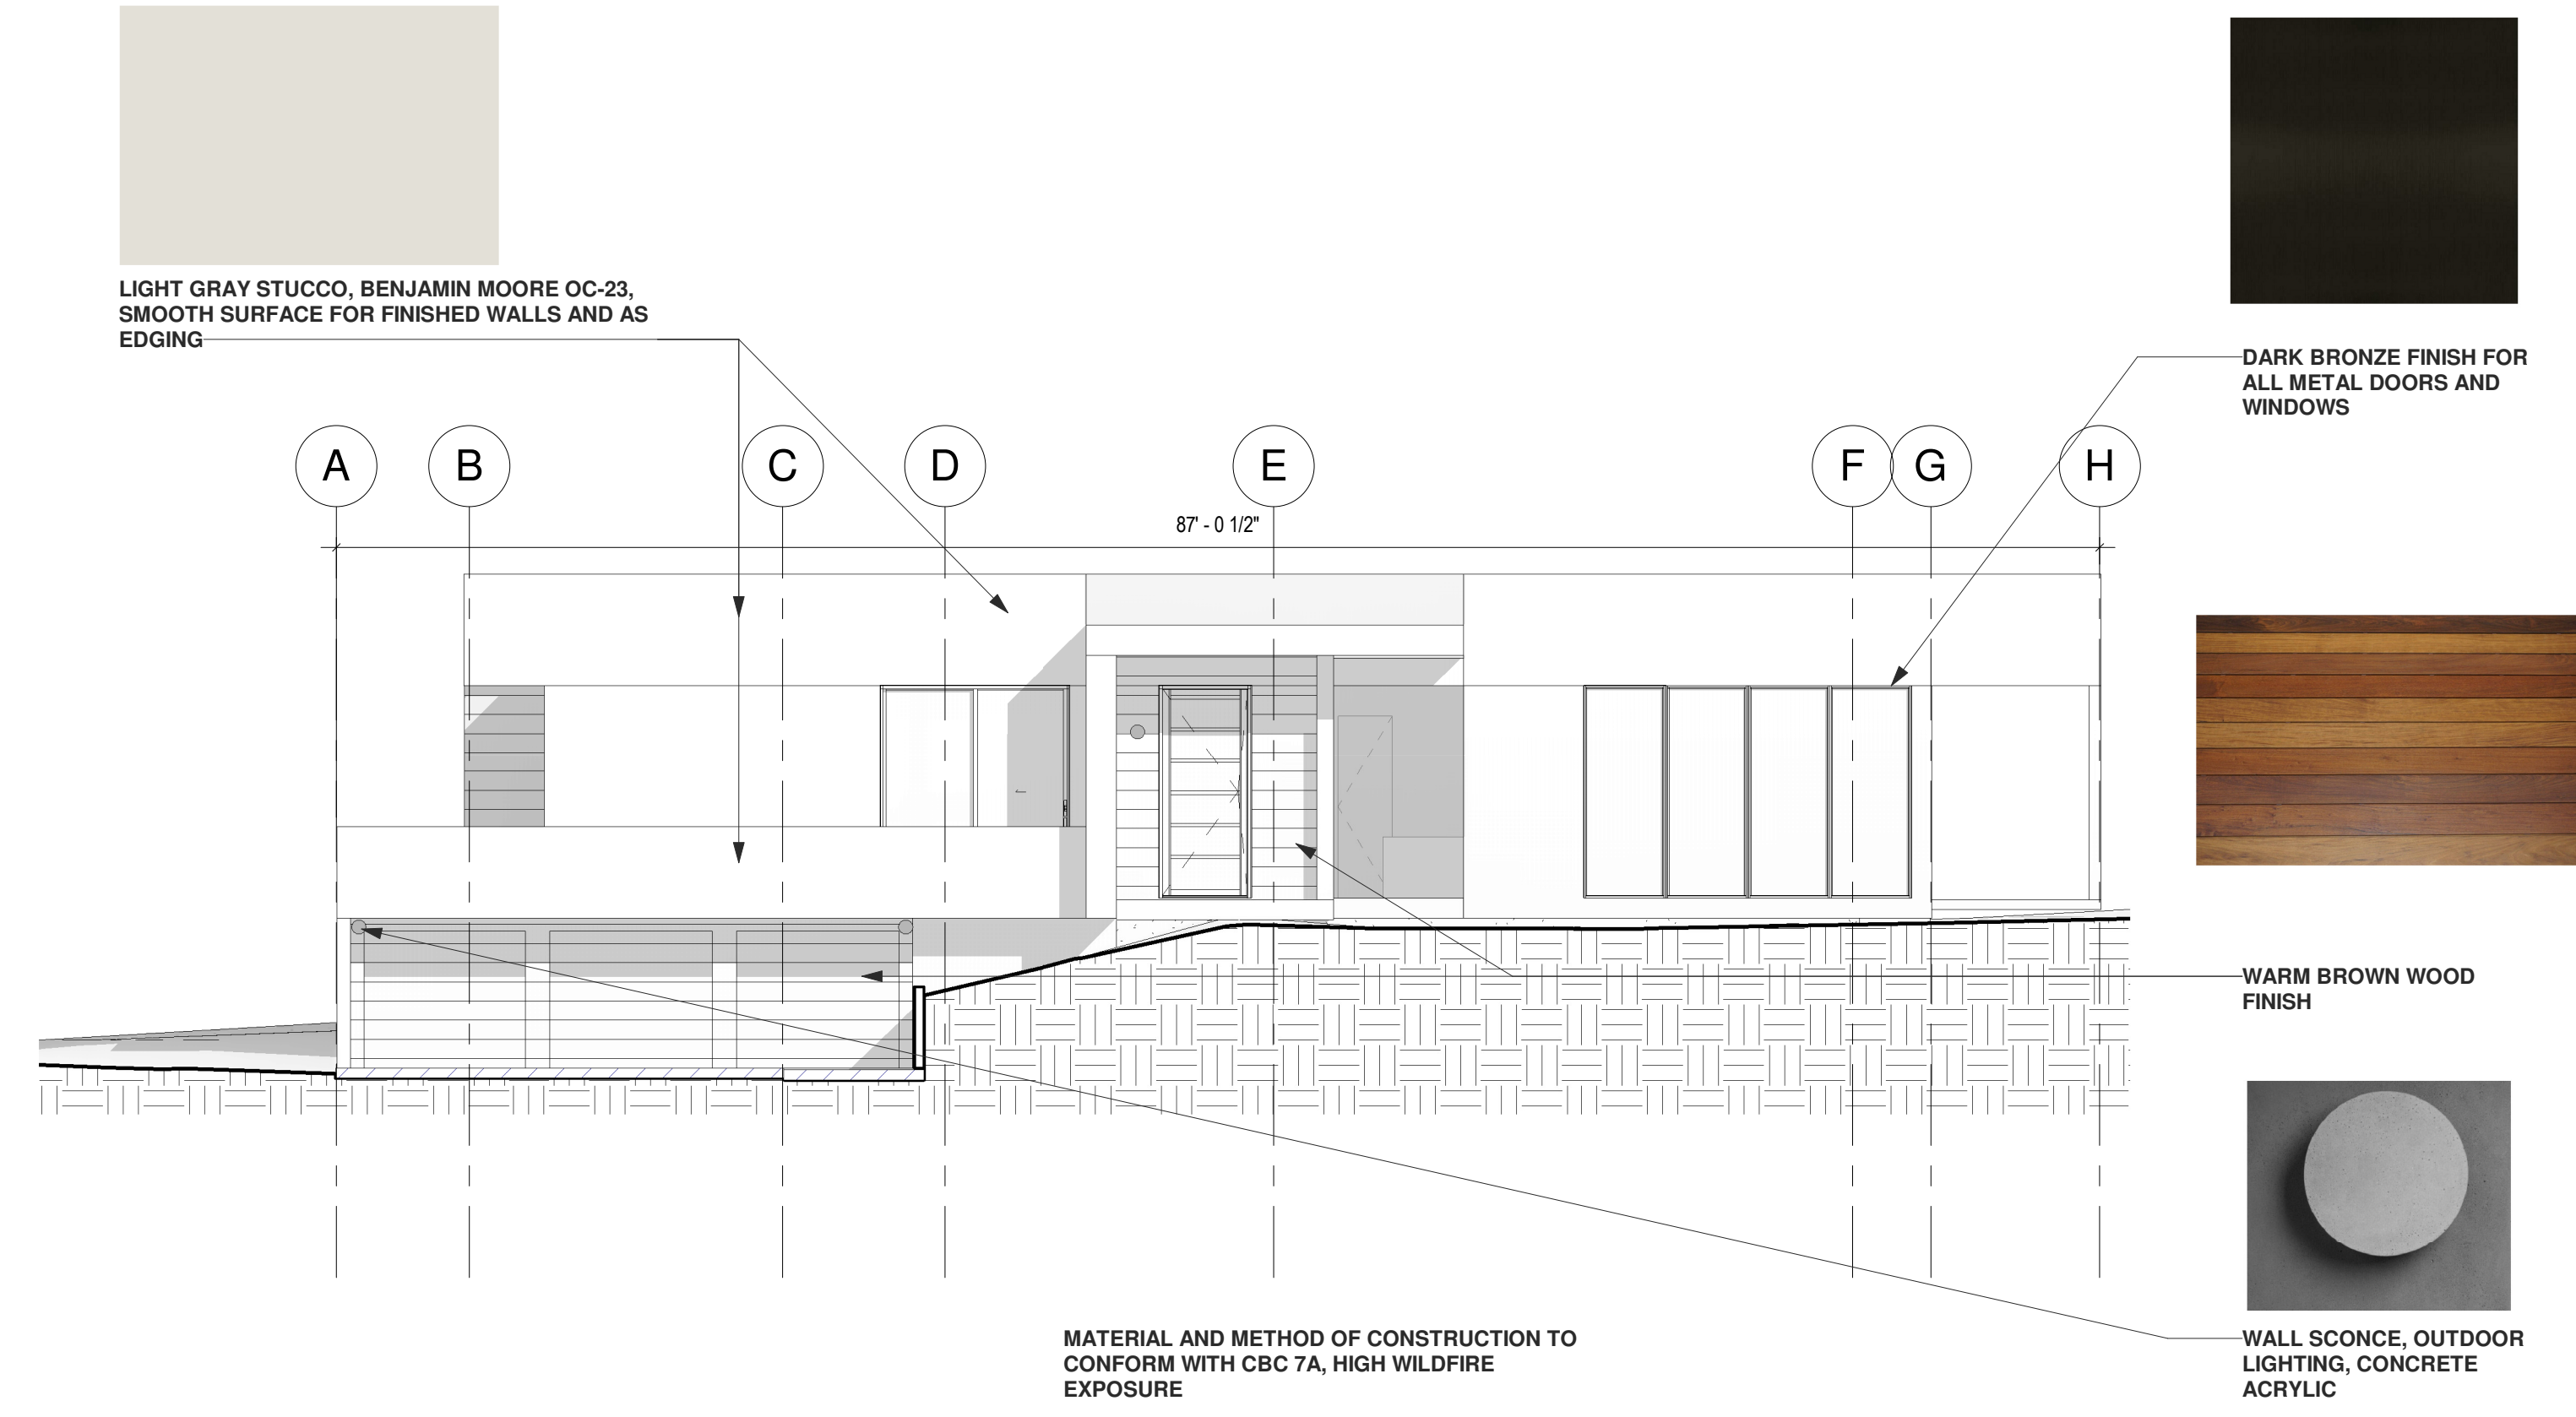 LIGHT GRAY STUCCO, BENJAMIN MOORE OC-23,
SMOOTH SURFACE FOR FINISHED WALLS AND AS
EDGING
DARK BRONZE FINISH FOR
ALL METAL DOORS AND
WINDOWS
A
B
C
D
E
F
G
H
87' - 0 1/2"
WARM BROWN WOOD
FINISH
MATERIAL AND METHOD OF CONSTRUCTION TO
CONFORM WITH CBC 7A, HIGH WILDFIRE
EXPOSURE
WALL SCONCE, OUTDOOR
LIGHTING, CONCRETE
ACRYLIC